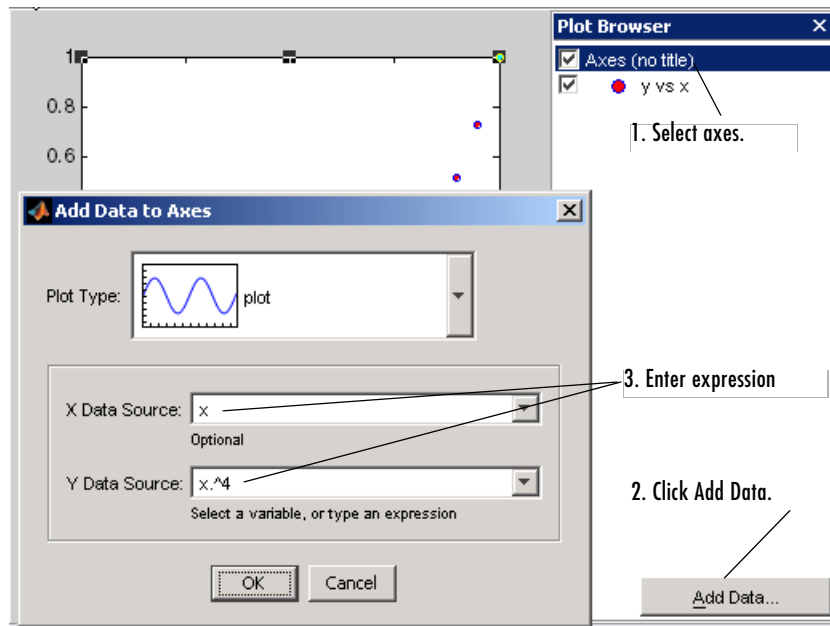 Plot Browser
Axes (no title)
y vs x
1. Select axes.
1
0.8
0.6
Add Data to Axes
Plot Type:
plot
X Data Source:
x
Optional
Y Data Source:
x.^4
Select a variable, or type an expression
OK
Cancel
3. Enter expression
2. Click Add Data.
Add Data...